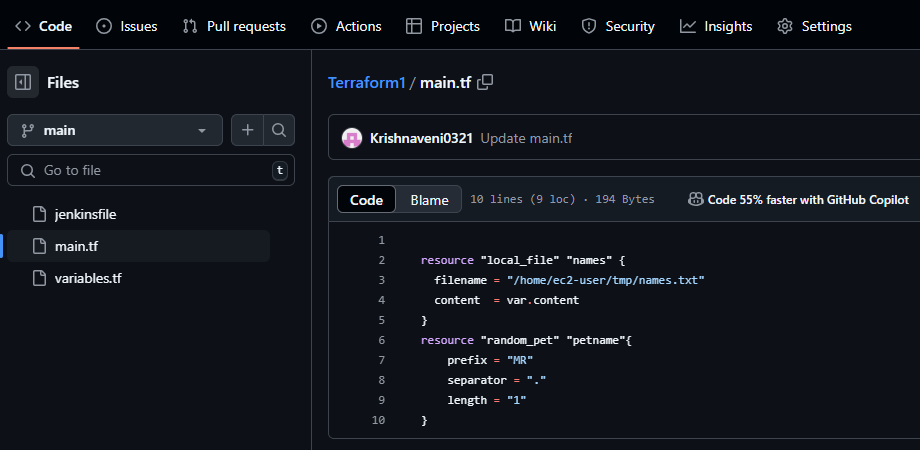 Code Issues Pull requests Actions Projects Wiki Security Insights Settings
Files
main
Go to file t
jenkinsfile
main.tf
variables.tf
Terraform1 / main.tf
Krishnaveni0321 Update main.tf
Code Blame 10 lines (9 loc) · 194 Bytes Code 55% faster with GitHub Copilot
1
2 resource "local_file" "names" {
3 filename = "/home/ec2-user/tmp/names.txt"
4 content  = var.content
5 }
6 resource "random_pet" "petname"{
7 prefix = "MR"
8 separator = "."
9 length = "1"
10 }